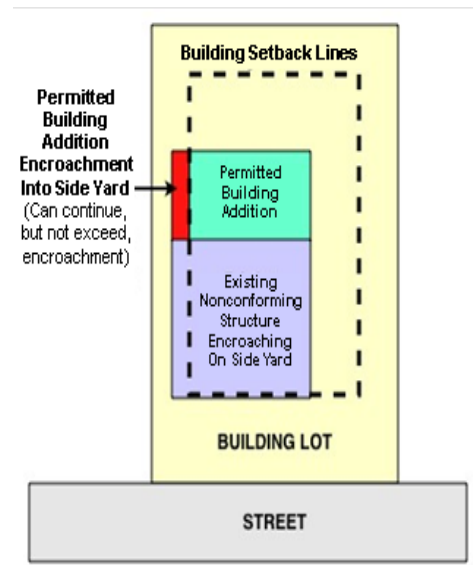 Building Setback Lines
Permitted
Building
Addition
Encroachment
Into Side Yard
(Can continue,
but not exceed,
encroachment)
Permitted
Building
Addition
Existing
Nonconforming
Structure
Encroaching
On Side Yard
BUILDING LOT
STREET